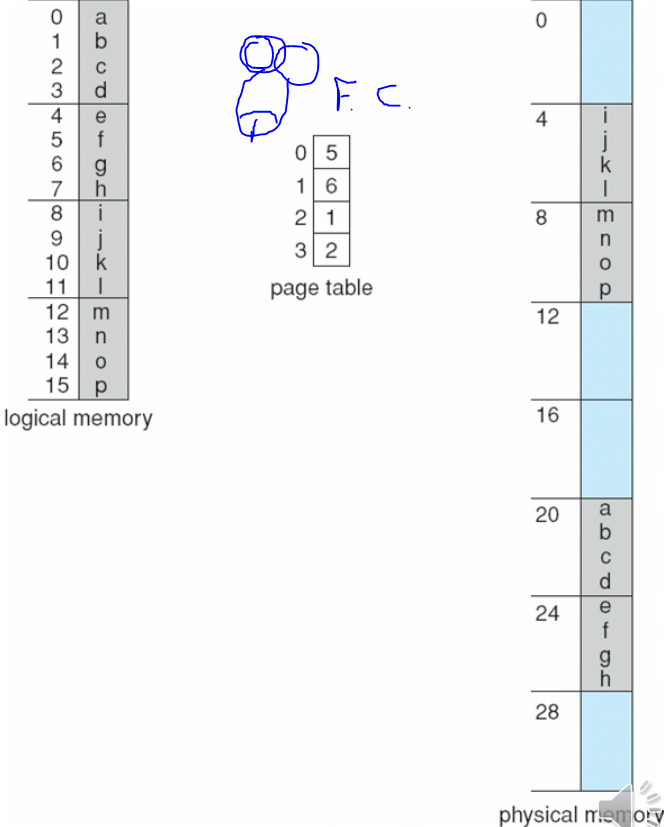 0 a
1 b
2 c
3 d
4 e
5 f
6 g
7 h
8 i
9 j
10 k
11 l
12 m
13 n
14 o
15 p
logical memory
F. C.
0 5
1 6
2 1
3 2
page table
0
4 i
j
k
l
8 m
n
o
p
12
16
20 a
b
c
d
24 e
f
g
h
28
physical memory